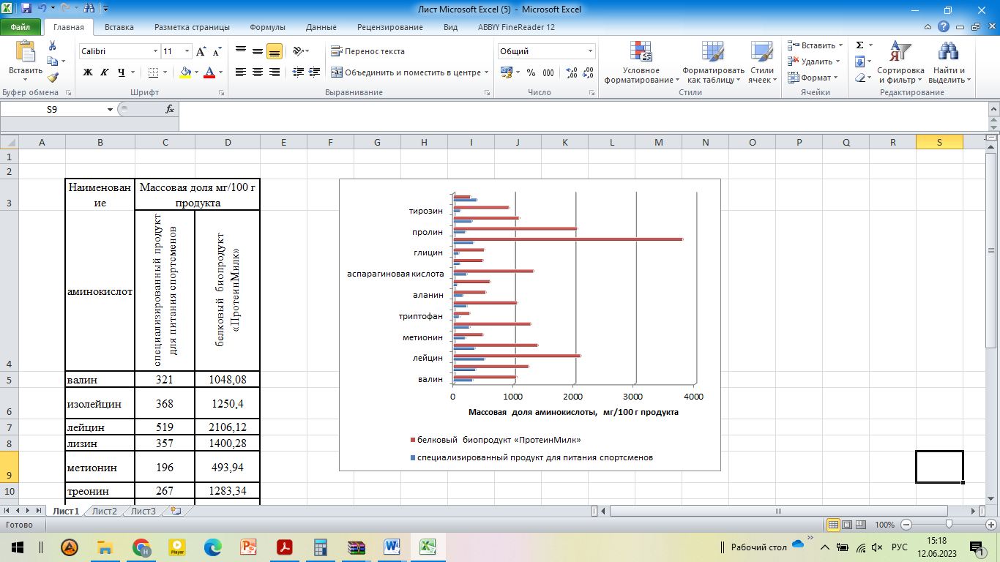 Лист Microsoft Excel (5) - Microsoft Excel
Файл Главная Вставка Разметка страницы Формулы Данные Рецензирование Вид ABBYY FineReader 12
Вставить
Calibri 11
Ж К Ч
А
Перенос текста
Объединить и поместить в центре
Общий
% 000
Условное форматирование
Форматировать как таблицу
Стили ячеек
Вставить
Удалить
Формат
Сортировка и фильтр
Найти и выделить
Буфер обмена Шрифт Выравнивание Число Стили Ячейки Редактирование
S9 fx
A B C D E F G H I J K L M N O P Q R S
1
2
3
Наименован
ие
Массовая доля мг/100 г
продукта
4
аминокислот
специализированный продукт
для питания спортсменов
белковый биопродукт
«ПротеинМилк»
5 валин 321 1048,08
6 изолейцин 368 1250,4
7 лейцин 519 2106,12
8 лизин 357 1400,28
9 метионин 196 493,94
10 треонин 267 1283,34
тирозин
пролин
глицин
аспарагиновая кислота
аланин
триптофан
метионин
лейцин
валин
0 1000 2000 3000 4000
Массовая доля аминокислоты, мг/100 г продукта
белковый биопродукт «ПротеинМилк»
специализированный продукт для питания спортсменов
Лист1 Лист2 Лист3
Готово 100%
Player
Рабочий стол
РУС
15:18
12.06.2023
1